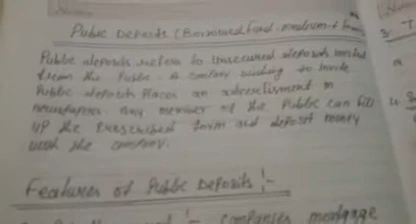 Public Deposits (Borrowed Fund - medium t
Public deposits refers to unsecured deposits invited
from the Public. A company wishing to invite
Public deposits places an advertisment in
newspapers. Any member of the Public can fill
up the prescribed form and deposit money
with the company.
Features of Public Deposits :-
:- Companies mortgage